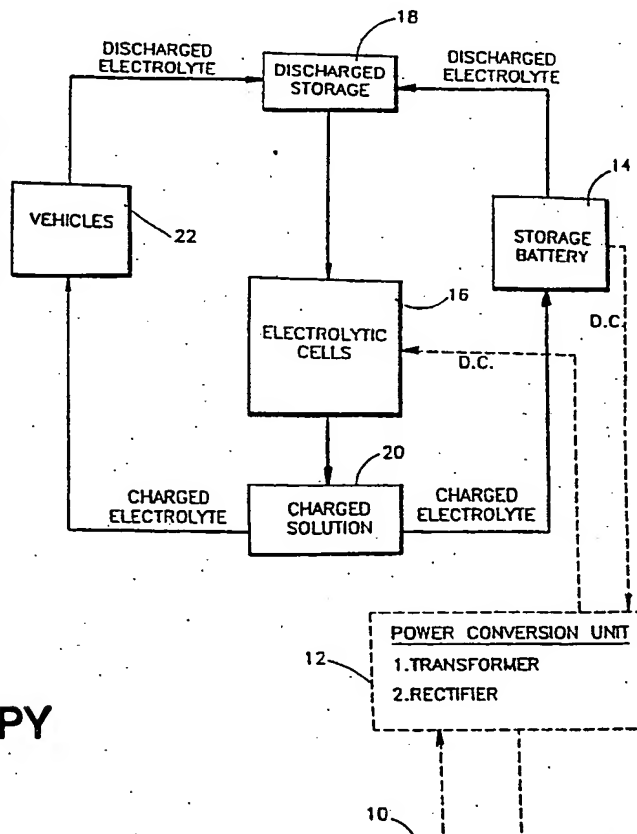 18
DISCHARGED
ELECTROLYTE
DISCHARGED
STORAGE
DISCHARGED
ELECTROLYTE
14
VEHICLES
22
STORAGE
BATTERY
16
ELECTROLYTIC
CELLS
D.C.
D.C.
20
CHARGED
ELECTROLYTE
CHARGED
SOLUTION
CHARGED
ELECTROLYTE
12
POWER CONVERSION UNIT
1.TRANSFORMER
2.RECTIFIER
PY
10